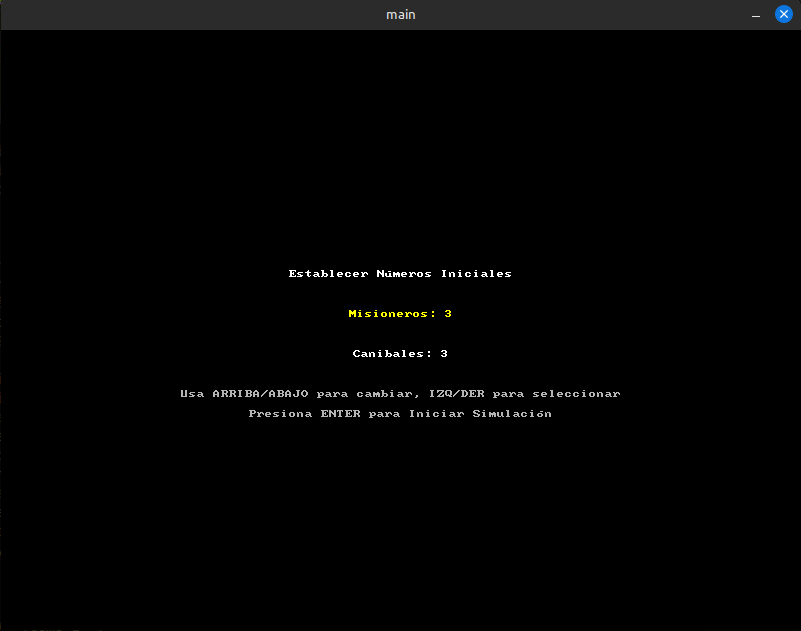 main
Establecer Números Iniciales
Misioneros: 3
Canibales: 3
Usa ARRIBA/ABAJO para cambiar, IZQ/DER para seleccionar
Presiona ENTER para Iniciar Simulación